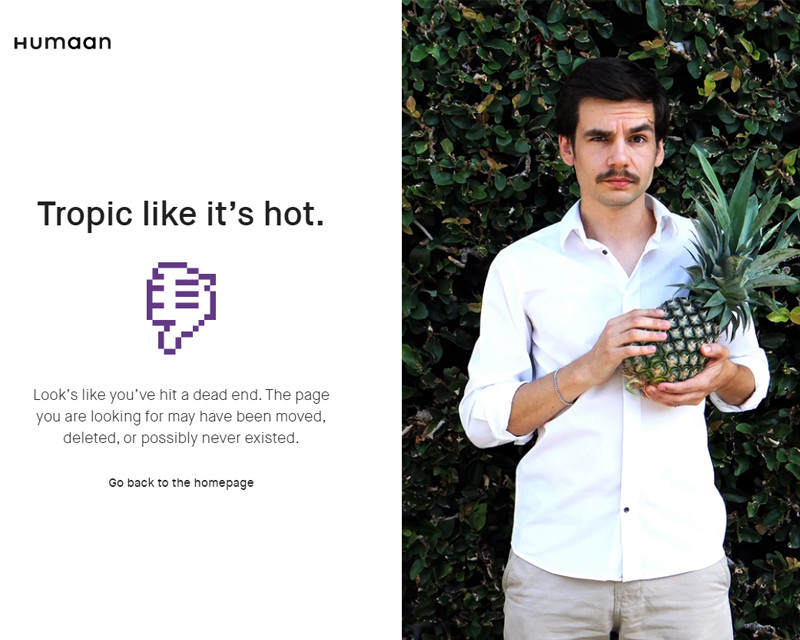 Humaan
Tropic like it’s hot.
Look’s like you’ve hit a dead end. The page
you are looking for may have been moved,
deleted, or possibly never existed.
Go back to the homepage